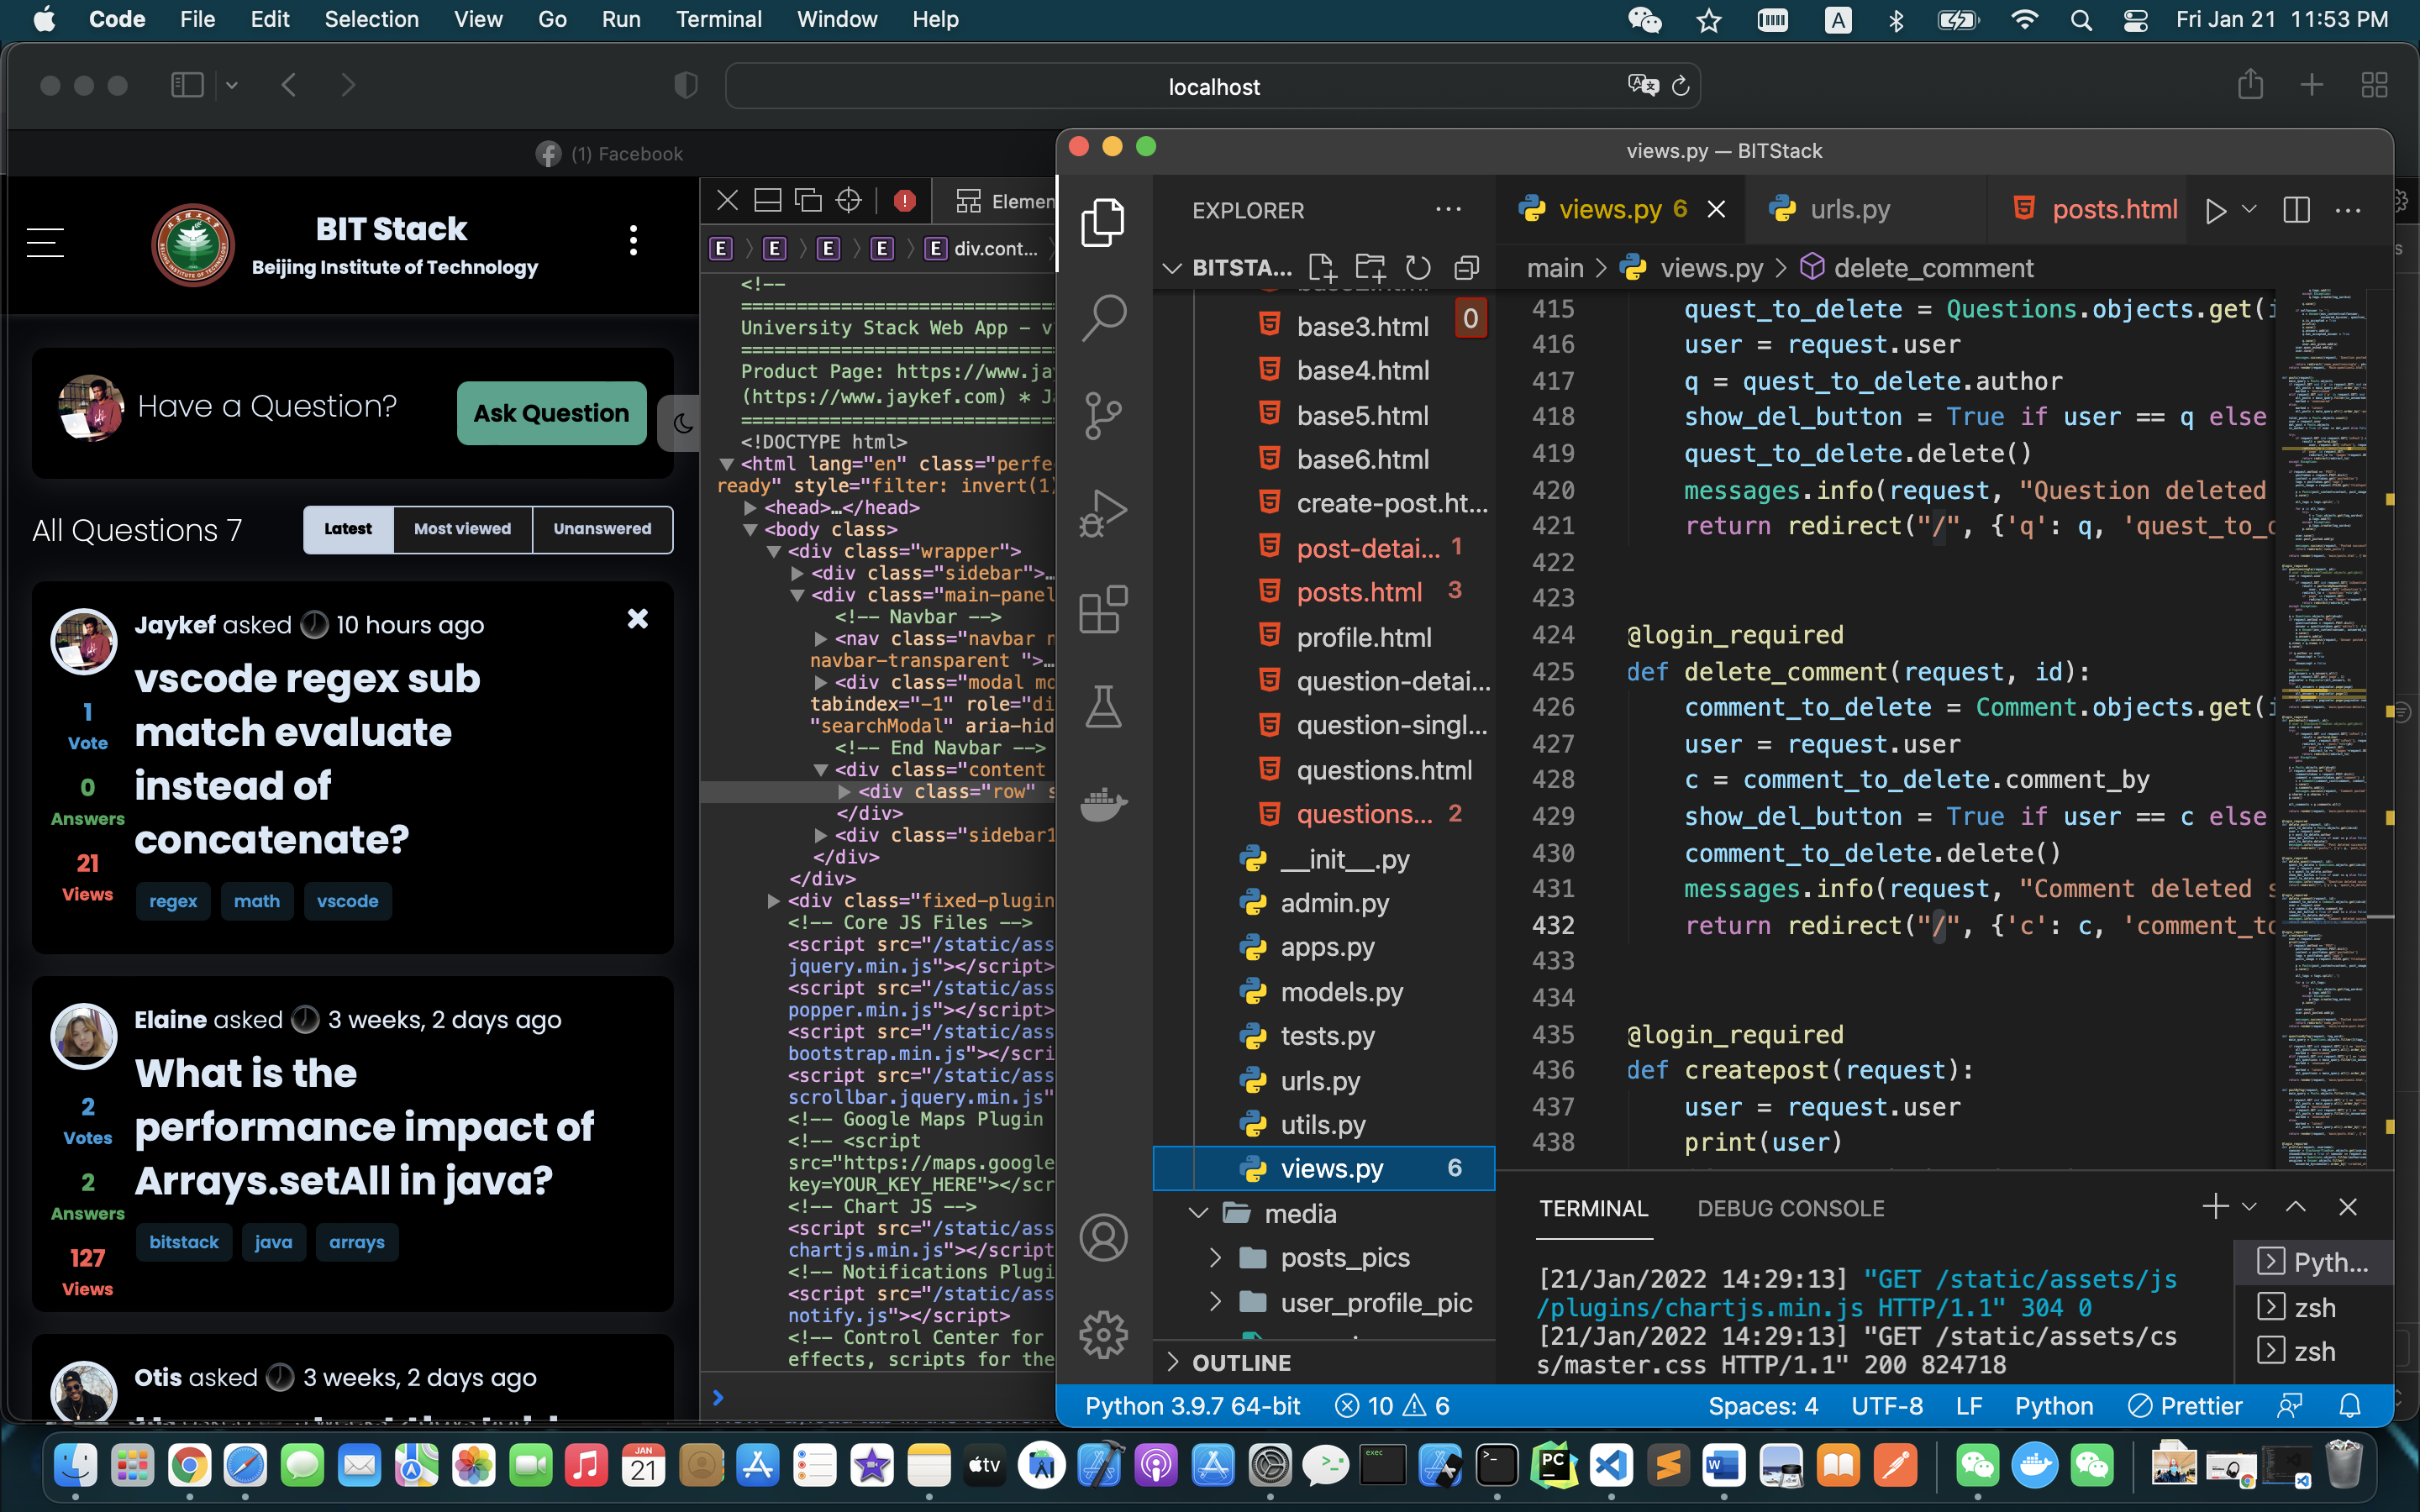 Code File Edit Selection View Go Run Terminal Window Help
A
Fri Jan 21 11:53 PM
localhost
(1) Facebook
BIT Stack
Beijing Institute of Technology
Have a Question?
Ask Question
All Questions 7
Latest
Most viewed
Unanswered
Jaykef asked 10 hours ago
vscode regex sub
match evaluate
instead of
concatenate?
1
Vote
0
Answers
21
Views
regex
math
vscode
Elaine asked 3 weeks, 2 days ago
What is the
performance impact of
Arrays.setAll in java?
2
Votes
2
Answers
127
Views
bitstack
java
arrays
Otis asked 3 weeks, 2 days ago
Elemen
E E E E E div.cont...
<!--
University Stack Web App - v
Product Page: https://www.jay
(https://www.jaykef.com) * Ja
<!DOCTYPE html>
<html lang="en" class="perfe
ready" style="filter: invert(1)
<head>…</head>
<body class>
<div class="wrapper">
<div class="sidebar">…
<div class="main-panel
<!-- Navbar -->
<nav class="navbar n
navbar-transparent ">…
<div class="modal mo
tabindex="-1" role="di
"searchModal" aria-hid
<!-- End Navbar -->
<div class="content
<div class="row" s
</div>
<div class="sidebar1
</div>
</div>
<div class="fixed-plugin
<!-- Core JS Files -->
<script src="/static/ass
jquery.min.js"></script>
<script src="/static/ass
popper.min.js"></script>
<script src="/static/ass
bootstrap.min.js"></scri
<script src="/static/ass
scrollbar.jquery.min.js"
<!-- Google Maps Plugin
<!-- <script
src="https://maps.google
key=YOUR_KEY_HERE"></scr
<!-- Chart JS -->
<script src="/static/ass
chartjs.min.js"></script
<!-- Notifications Plugi
<script src="/static/ass
notify.js"></script>
<!-- Control Center for
effects, scripts for the
views.py — BITStack
EXPLORER
BITSTA...
base3.html
0
base4.html
base5.html
base6.html
create-post.ht...
post-detai... 1
posts.html 3
profile.html
question-detai...
question-singl...
questions.html
questions... 2
__init__.py
admin.py
apps.py
models.py
tests.py
urls.py
utils.py
views.py 6
media
posts_pics
user_profile_pic
OUTLINE
views.py 6
urls.py
posts.html
main > views.py > delete_comment
415 quest_to_delete = Questions.objects.get(i
416 user = request.user
417 q = quest_to_delete.author
418 show_del_button = True if user == q else
419 quest_to_delete.delete()
420 messages.info(request, "Question deleted
421 return redirect("/", {'q': q, 'quest_to_d
422
423
424 @login_required
425 def delete_comment(request, id):
426 comment_to_delete = Comment.objects.get(i
427 user = request.user
428 c = comment_to_delete.comment_by
429 show_del_button = True if user == c else
430 comment_to_delete.delete()
431 messages.info(request, "Comment deleted s
432 return redirect("/", {'c': c, 'comment_to
433
434
435 @login_required
436 def createpost(request):
437 user = request.user
438 print(user)
TERMINAL
DEBUG CONSOLE
[21/Jan/2022 14:29:13] "GET /static/assets/js
/plugins/chartjs.min.js HTTP/1.1" 304 0
[21/Jan/2022 14:29:13] "GET /static/assets/cs
s/master.css HTTP/1.1" 200 824718
Pyth...
zsh
zsh
Python 3.9.7 64-bit
10
6
Spaces: 4
UTF-8
LF
Python
Prettier
JAN
21
tv
exec
PC
W